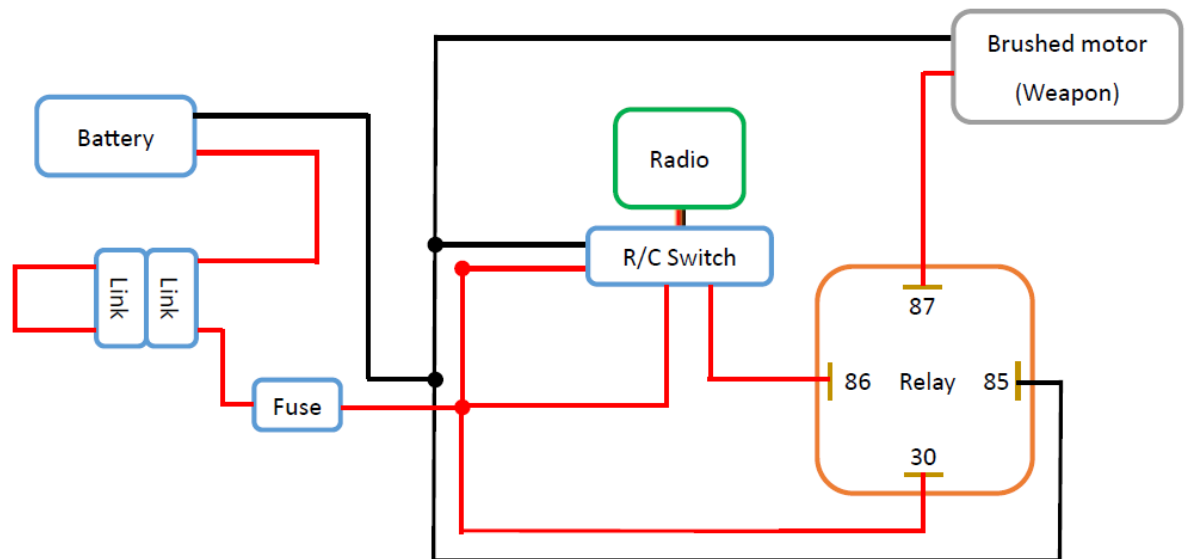 Brushed motor
(Weapon)
Battery
Radio
R/C Switch
Link
Link
87
86
Relay
85
Fuse
30